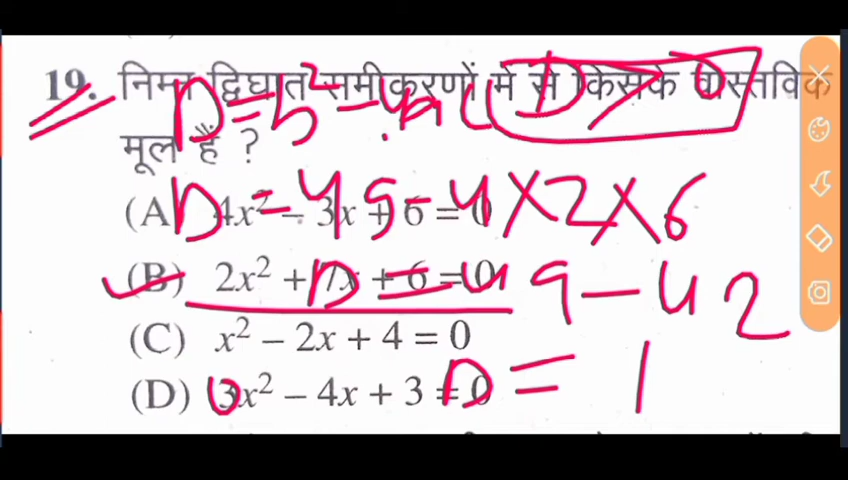 19. निम्न द्विघात समीकरणों में से किसके वास्तविक
मूल हैं ?
D = b² - 4ac D > 0
(A) 4x² – 3x + 6 = 0
D = 49 - 4 × 2 × 6
(B) 2x² + 7x + 6 = 0
D = 49 - 42
(C) x² – 2x + 4 = 0
(D) 3x² – 4x + 3 = 0
D = 1